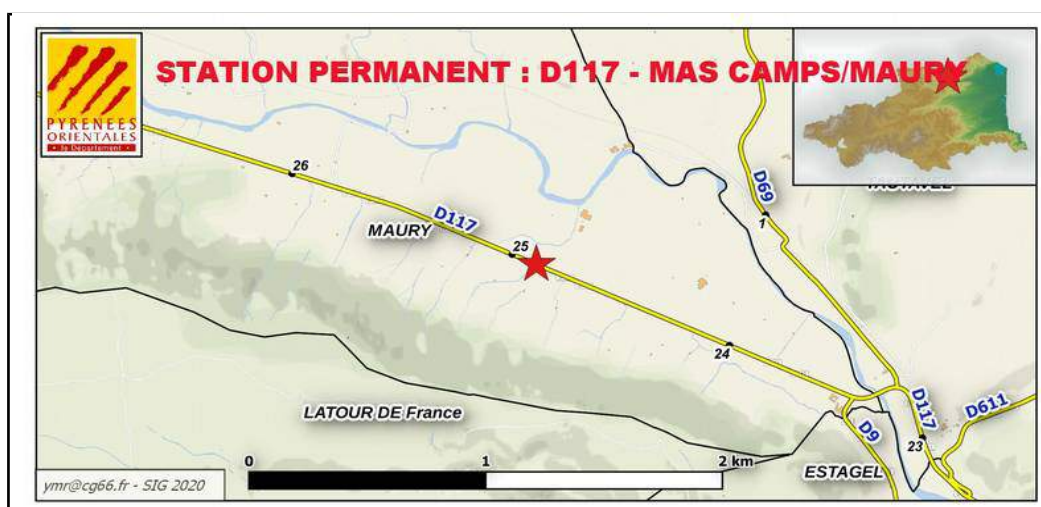 STATION PERMANENT : D117 - MAS CAMPS/MAURY
PYRENEES
ORIENTALES
le Département
26
D69
1
D117
MAURY
25
24
LATOUR DE France
D117
D611
D9
23
ESTAGEL
0 1 2 km
ymr@cg66.fr - SIG 2020